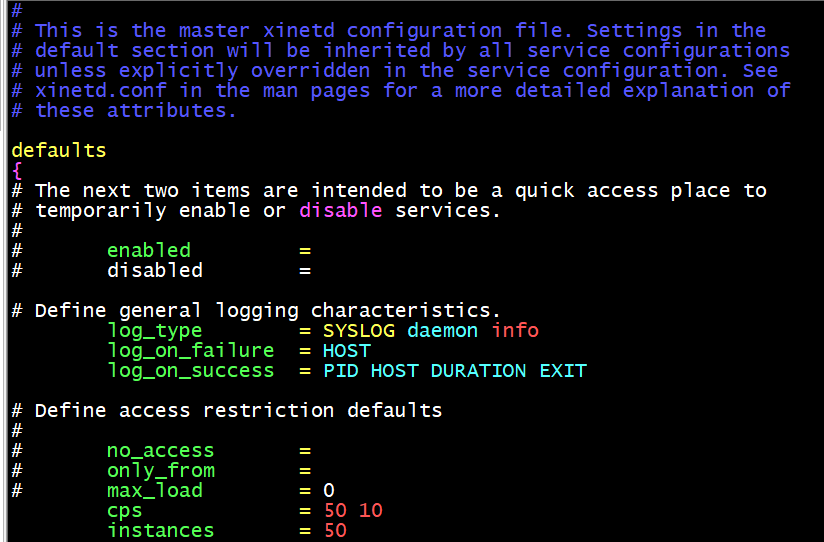 #
# This is the master xinetd configuration file. Settings in the
# default section will be inherited by all service configurations
# unless explicitly overridden in the service configuration. See
# xinetd.conf in the man pages for a more detailed explanation of
# these attributes.

defaults
{
# The next two items are intended to be a quick access place to
# temporarily enable or disable services.
#
#       enabled         =
#       disabled        =

# Define general logging characteristics.
        log_type        = SYSLOG daemon info
        log_on_failure  = HOST
        log_on_success  = PID HOST DURATION EXIT

# Define access restriction defaults
#
#       no_access       =
#       only_from       =
#       max_load        = 0
        cps             = 50 10
        instances       = 50